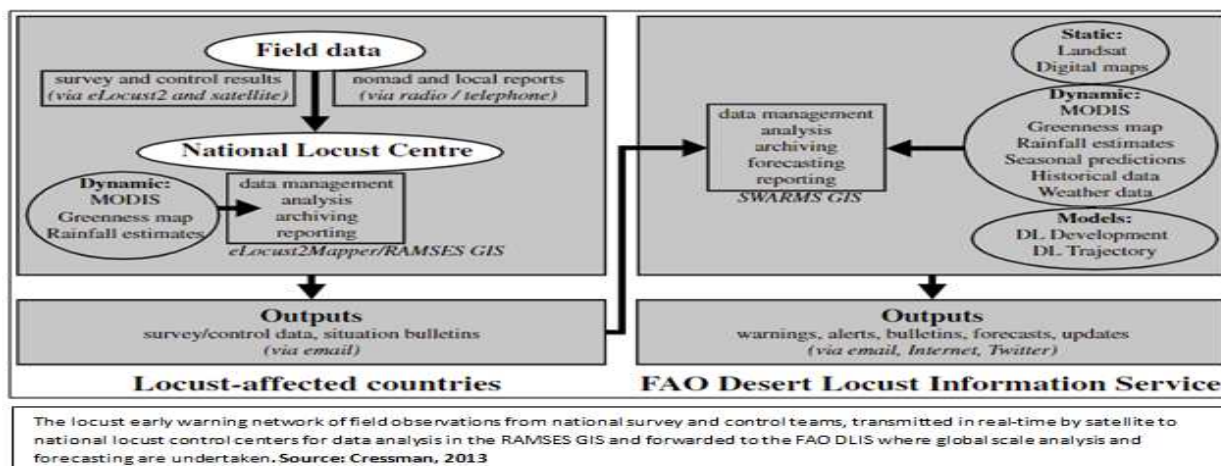 Field data
survey and control results
(via eLocust2 and satellite)
nomad and local reports
(via radio / telephone)
National Locust Centre
Dynamic:
MODIS
Greenness map
Rainfall estimates
data management
analysis
archiving
reporting
eLocust2Mapper/RAMSES GIS
Outputs
survey/control data, situation bulletins
(via email)
Locust-affected countries
Static:
Landsat
Digital maps
data management
analysis
archiving
forecasting
reporting
SWARMS GIS
Dynamic:
MODIS
Greenness map
Rainfall estimates
Seasonal predictions
Historical data
Weather data
Models:
DL Development
DL Trajectory
Outputs
warnings, alerts, bulletins, forecasts, updates
(via email, Internet, Twitter)
FAO Desert Locust Information Service
The locust early warning network of field observations from national survey and control teams, transmitted in real-time by satellite to
national locust control centers for data analysis in the RAMSES GIS and forwarded to the FAO DLIS where global scale analysis and
forecasting are undertaken. Source: Cressman, 2013